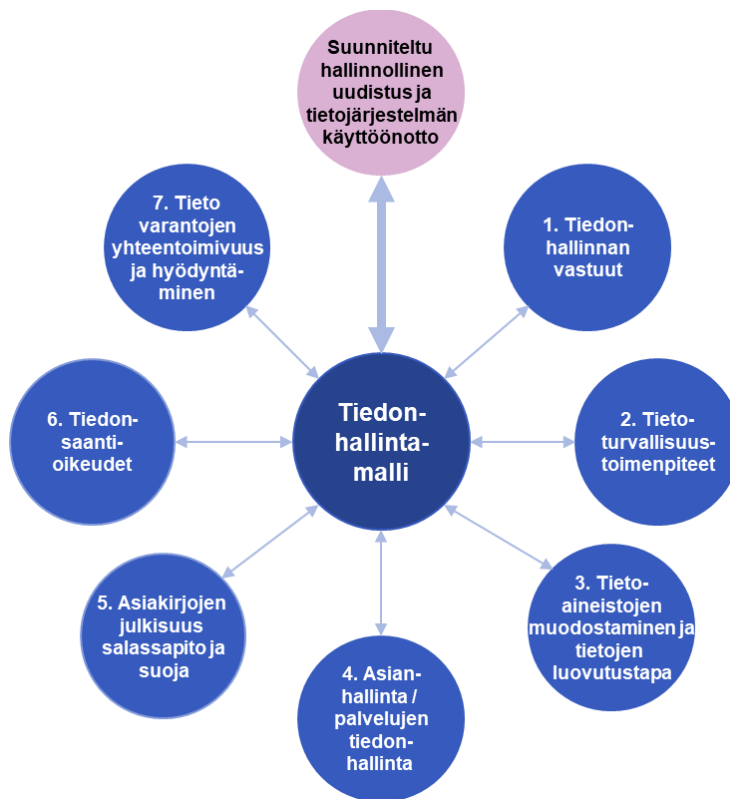 Suunniteltu
hallinnollinen
uudistus ja
tietojärjestelmän
käyttöönotto
7. Tieto
varantojen
yhteentoimivuus
ja hyödyntä-
minen
1. Tiedon-
hallinnan
vastuut
Tiedon-
hallinta-
malli
6. Tiedon-
saanti-
oikeudet
2. Tieto-
turvallisuus-
toimenpiteet
5. Asiakirjojen
julkisuus
salassapito ja
suoja
3. Tieto-
aineistojen
muodostaminen ja
tietojen
luovutustapa
4. Asian-
hallinta /
palvelujen
tiedon-
hallinta